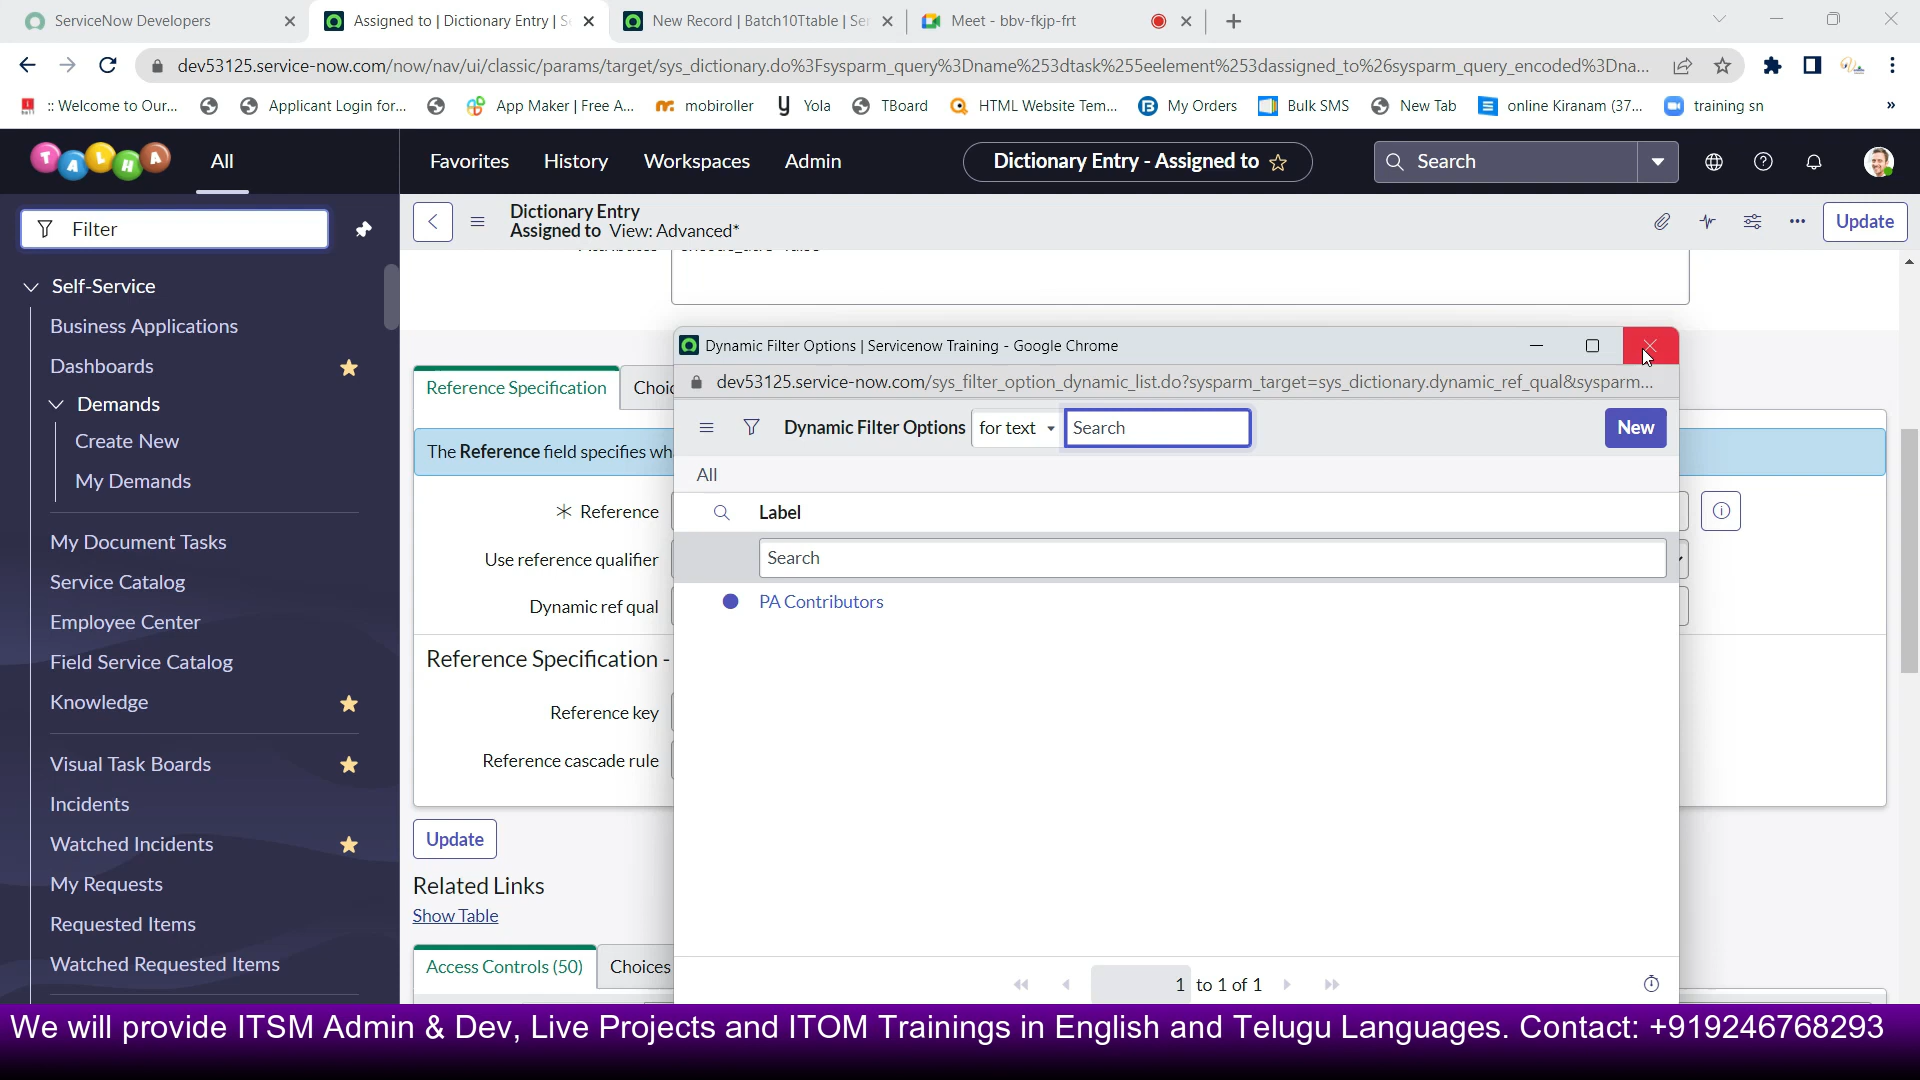 ServiceNow Developers
Assigned to | Dictionary Entry | S
New Record | Batch10Ttable | Ser
Meet - bbv-fkjp-frt
dev53125.service-now.com/now/nav/ui/classic/params/target/sys_dictionary.do%3Fsysparm_query%3Dname%253dtask%255eelement%253dassigned_to%26sysparm_query_encoded%3Dna...
:: Welcome to Our...
Applicant Login for...
App Maker | Free A...
mobiroller
Yola
TBoard
HTML Website Tem...
My Orders
Bulk SMS
New Tab
online Kiranam (37...
training sn
»
TALHA
All
Favorites
History
Workspaces
Admin
Dictionary Entry - Assigned to
Search
Filter
Dictionary Entry
Assigned to View: Advanced*
Update
Self-Service
Business Applications
Dashboards
Demands
Create New
My Demands
My Document Tasks
Service Catalog
Employee Center
Field Service Catalog
Knowledge
Visual Task Boards
Incidents
Watched Incidents
My Requests
Requested Items
Watched Requested Items
Reference Specification
Choic
The Reference field specifies wh
Reference
Use reference qualifier
Dynamic ref qual
Reference Specification -
Reference key
Reference cascade rule
Update
Related Links
Show Table
Access Controls (50)
Choices
Dynamic Filter Options | Servicenow Training - Google Chrome
dev53125.service-now.com/sys_filter_option_dynamic_list.do?sysparm_target=sys_dictionary.dynamic_ref_qual&sysparm...
Dynamic Filter Options
for text
Search
New
All
Label
Search
PA Contributors
1 to 1 of 1
We will provide ITSM Admin & Dev, Live Projects and ITOM Trainings in English and Telugu Languages. Contact: +919246768293